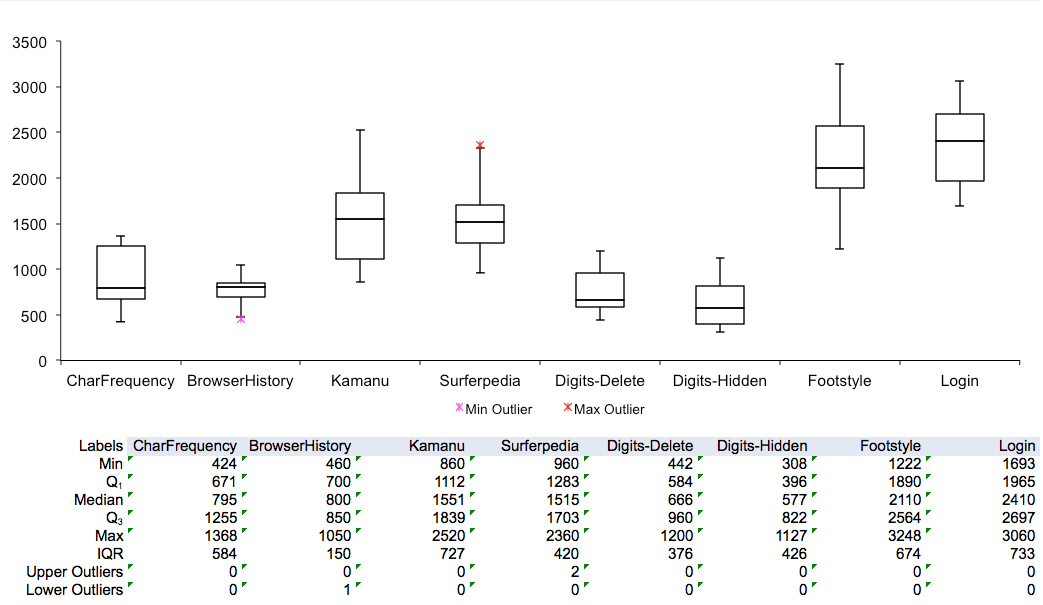 3500
3000
2500
2000
1500
1000
500
0
CharFrequency BrowserHistory Kamanu Surferpedia Digits-Delete Digits-Hidden Footstyle Login
Min Outlier Max Outlier
Labels CharFrequency BrowserHistory Kamanu Surferpedia Digits-Delete Digits-Hidden Footstyle Login
Min 424 460 860 960 442 308 1222 1693
Q₁ 671 700 1112 1283 584 396 1890 1965
Median 795 800 1551 1515 666 577 2110 2410
Q₃ 1255 850 1839 1703 960 822 2564 2697
Max 1368 1050 2520 2360 1200 1127 3248 3060
IQR 584 150 727 420 376 426 674 733
Upper Outliers 0 0 0 2 0 0 0 0
Lower Outliers 0 1 0 0 0 0 0 0